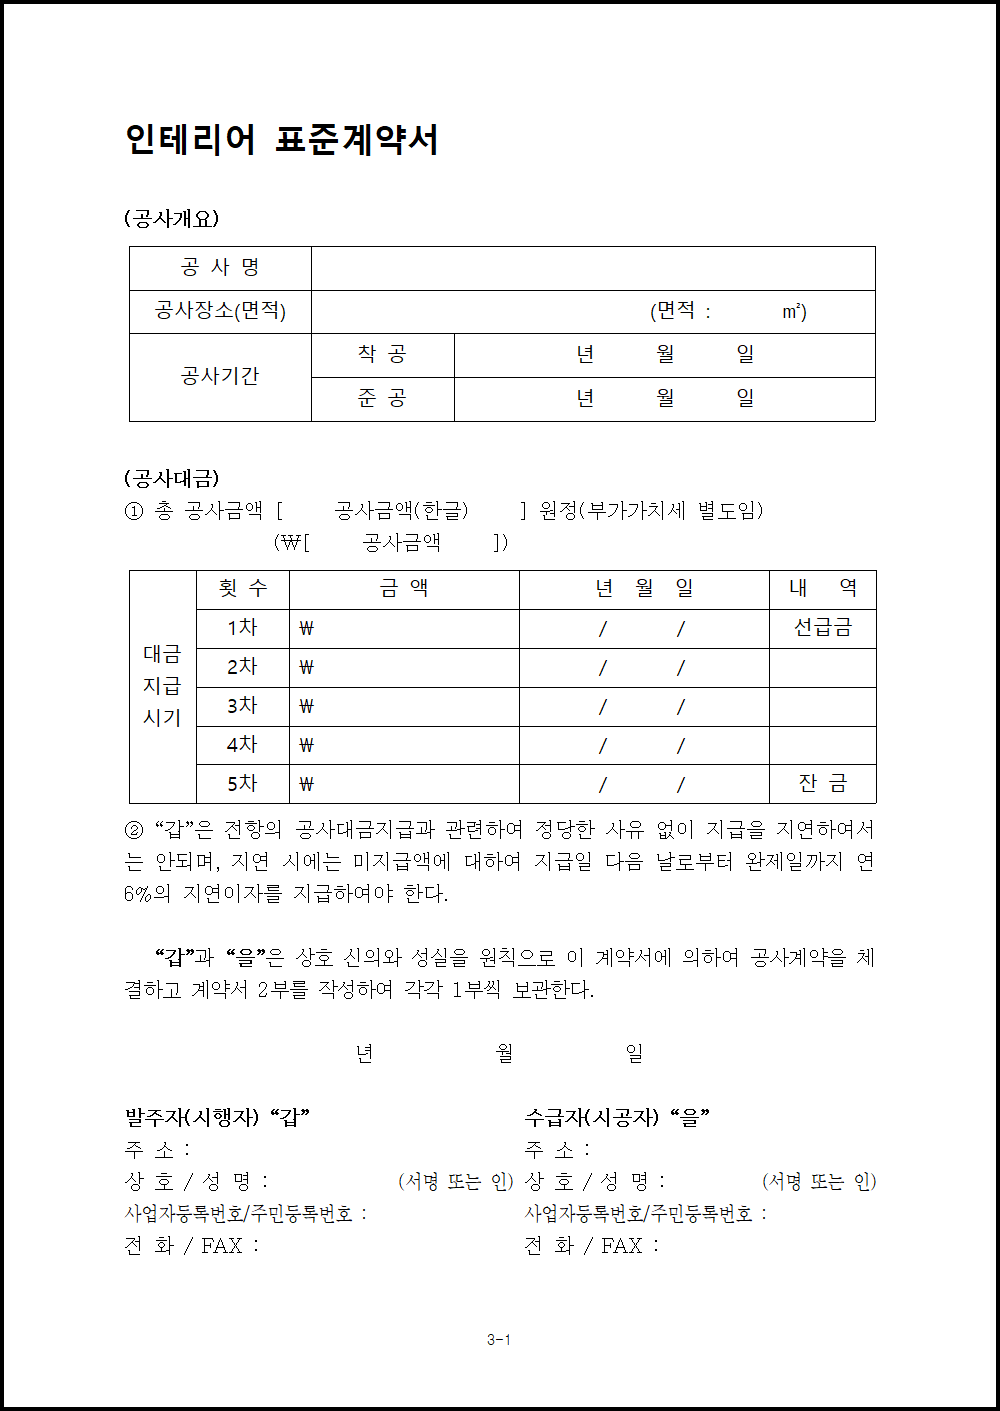 인테리어 표준계약서
(공사개요)
공 사 명
공사장소(면적) (면적 : ㎡)
공사기간 착 공 년 월 일
준 공 년 월 일
(공사대금)
① 총 공사금액 [ 공사금액(한글) ] 원정(부가가치세 별도임)
(₩[ 공사금액 ])
대금 지급 시기 횟 수 금 액 년 월 일 내 역
1차 ₩ / / 선급금
2차 ₩ / /
3차 ₩ / /
4차 ₩ / /
5차 ₩ / / 잔 금
② “갑”은 전항의 공사대금지급과 관련하여 정당한 사유 없이 지급을 지연하여서
는 안되며, 지연 시에는 미지급액에 대하여 지급일 다음 날로부터 완제일까지 연
6%의 지연이자를 지급하여야 한다.
“갑”과 “을”은 상호 신의와 성실을 원칙으로 이 계약서에 의하여 공사계약을 체
결하고 계약서 2부를 작성하여 각각 1부씩 보관한다.
년 월 일
발주자(시행자) “갑” 수급자(시공자) “을”
주 소 : 주 소 :
상 호 / 성 명 : (서명 또는 인) 상 호 / 성 명 : (서명 또는 인)
사업자등록번호/주민등록번호 : 사업자등록번호/주민등록번호 :
전 화 / FAX : 전 화 / FAX :
3-1